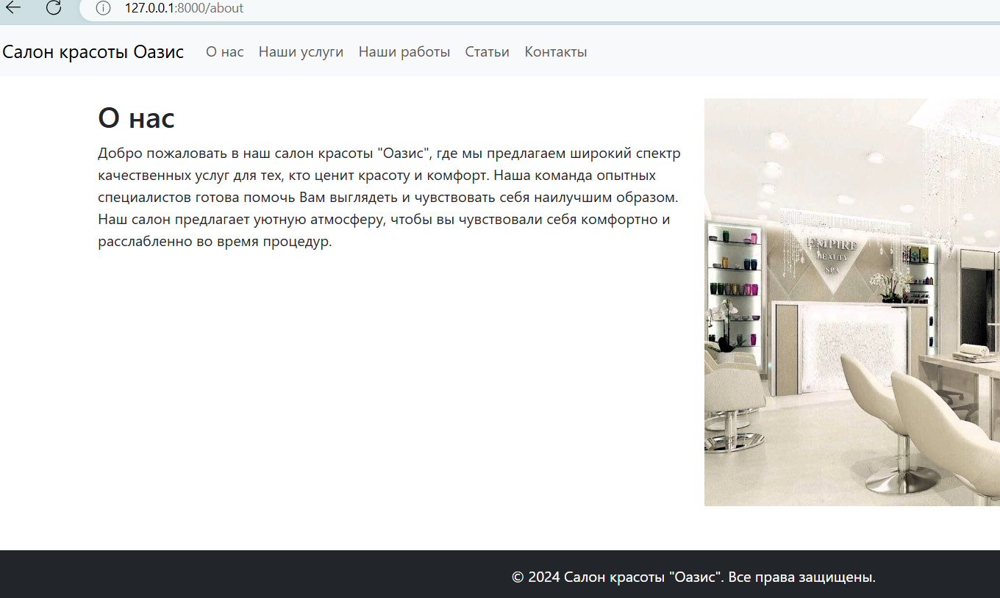 127.0.0.1:8000/about
Салон красоты Оазис О нас Наши услуги Наши работы Статьи Контакты
О нас
Добро пожаловать в наш салон красоты "Оазис", где мы предлагаем широкий спектр
качественных услуг для тех, кто ценит красоту и комфорт. Наша команда опытных
специалистов готова помочь Вам выглядеть и чувствовать себя наилучшим образом.
Наш салон предлагает уютную атмосферу, чтобы вы чувствовали себя комфортно и
расслабленно во время процедур.
EMPIRE
BEAUTY
SPA
© 2024 Салон красоты "Оазис". Все права защищены.